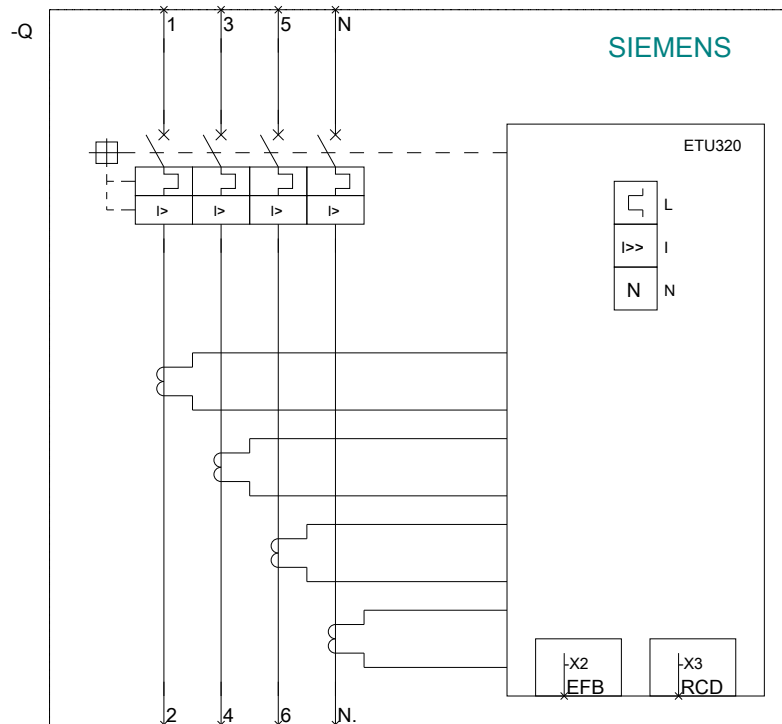 -Q
1 3 5 N
SIEMENS
ETU320
L
I> I> I> I>
I>> I
N N
-X2 -X3
EFB RCD
2 4 6 N.